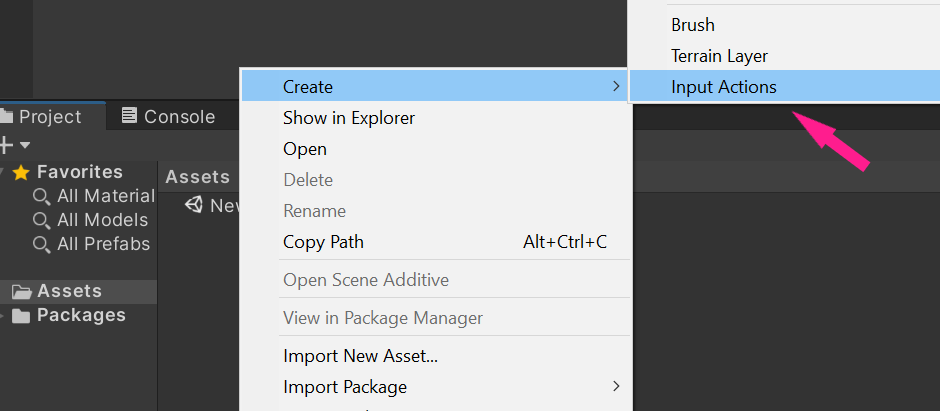 Brush
Terrain Layer
Create
Input Actions
Show in Explorer
Open
Delete
Rename
Copy Path Alt+Ctrl+C
Open Scene Additive
View in Package Manager
Import New Asset...
Import Package
Project
Console
Favorites
All Material
All Models
All Prefabs
Assets
Packages
Assets